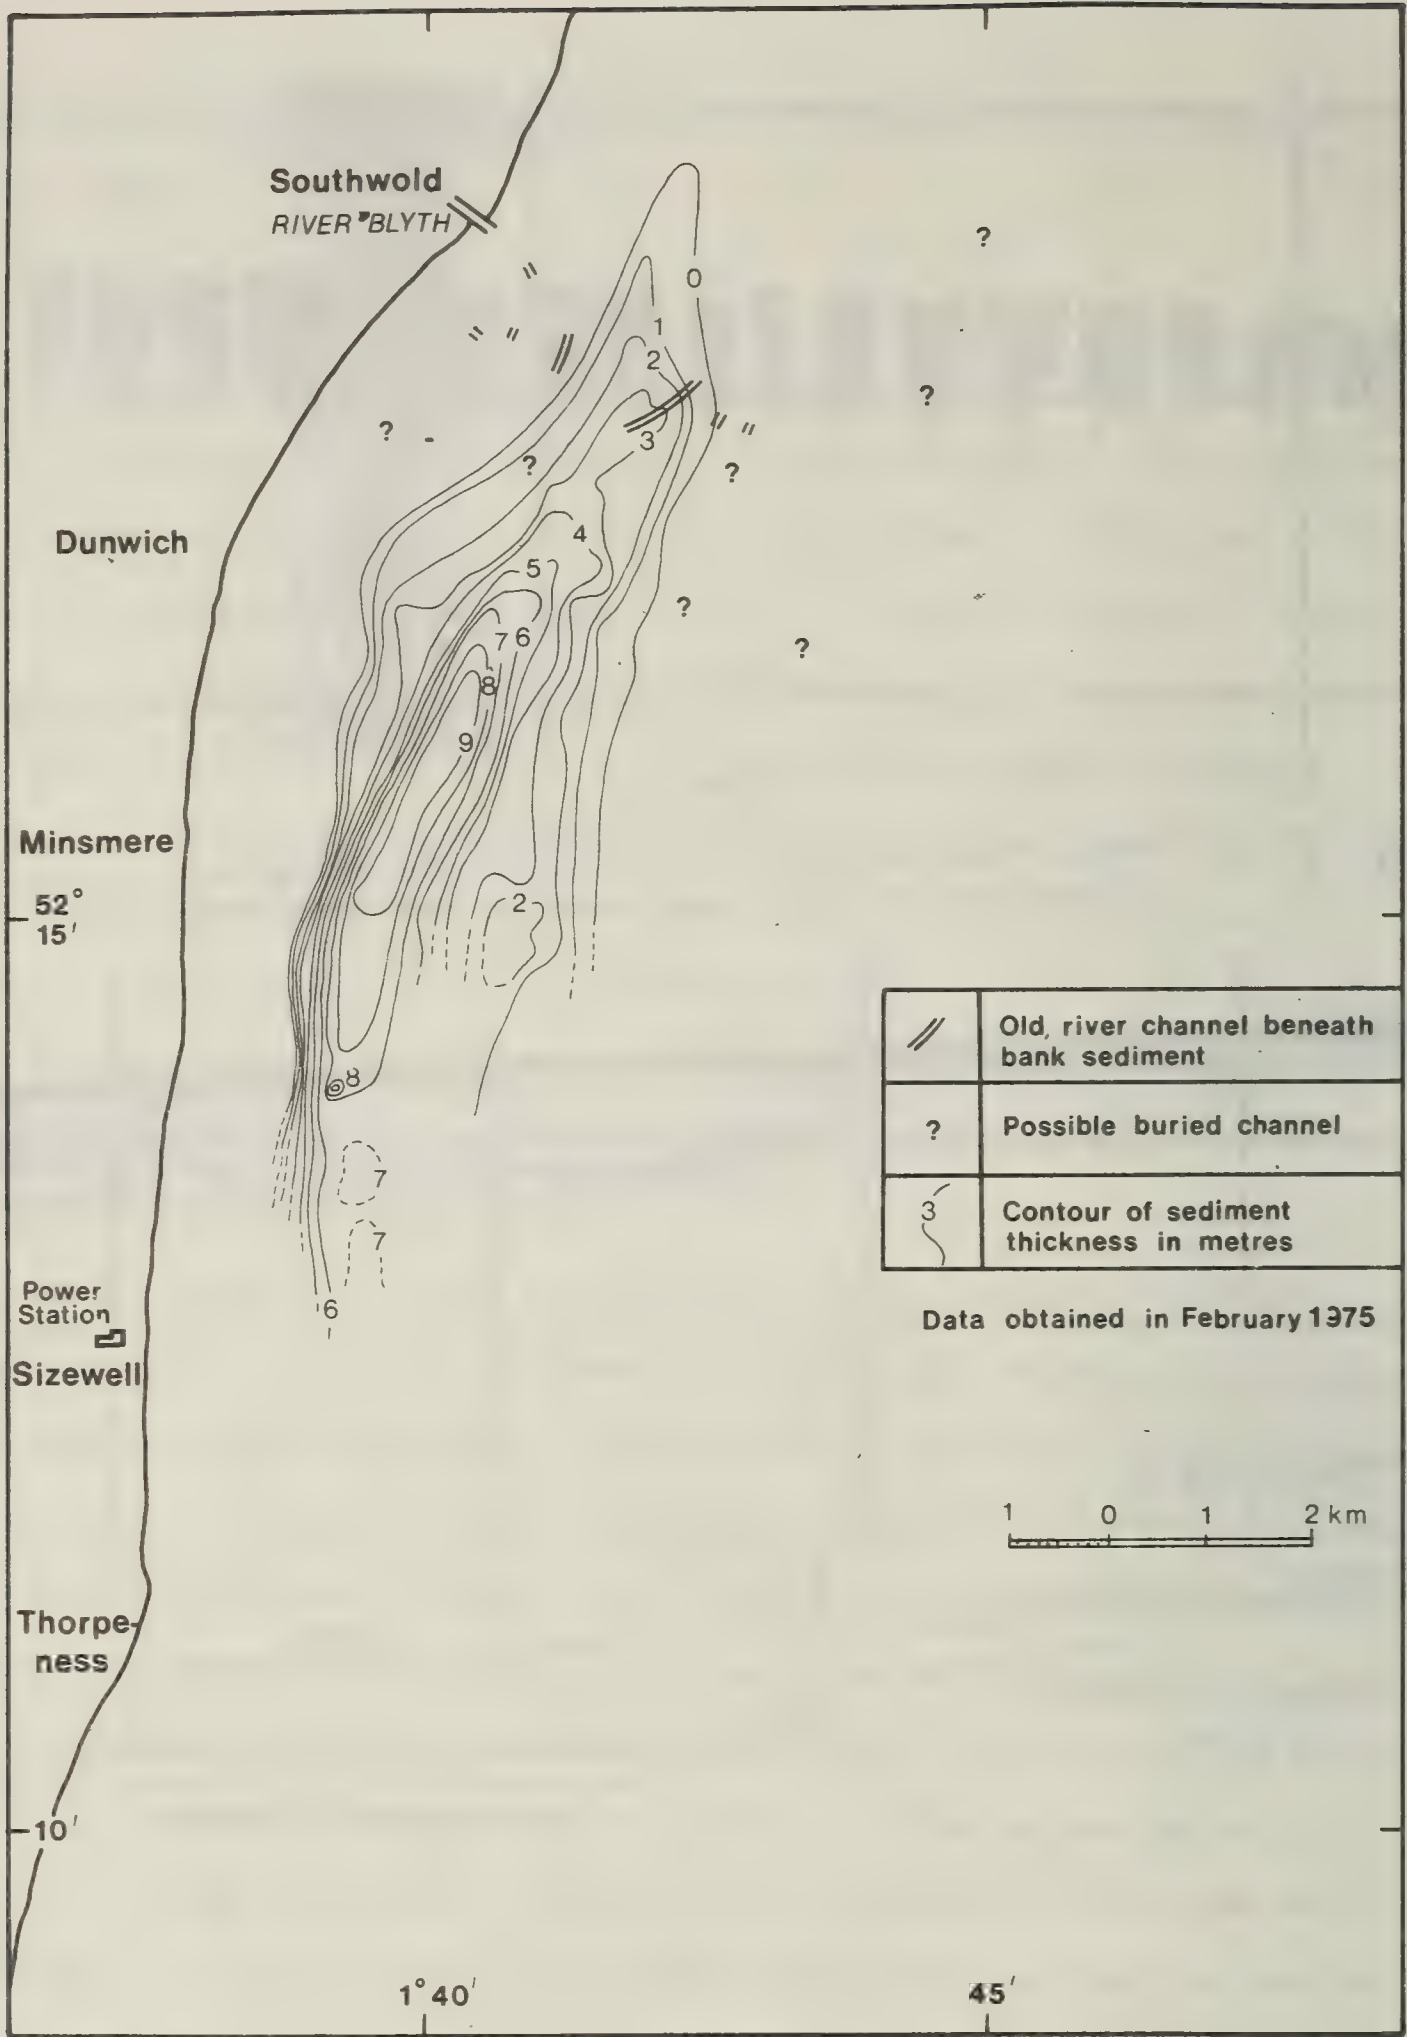 Southwold
RIVER BLYTH
?
0
1
2
?
3
?
?
?
Dunwich
4
5
?
7 6
?
8
9
Minsmere
52°
15'
2
Old, river channel beneath
bank sediment
8
? Possible buried channel
7
3 Contour of sediment
thickness in metres
7
Power
Station
6
Data obtained in February 1975
Sizewell
1 0 1 2 km
Thorpe-
ness
10'
1° 40' 45'